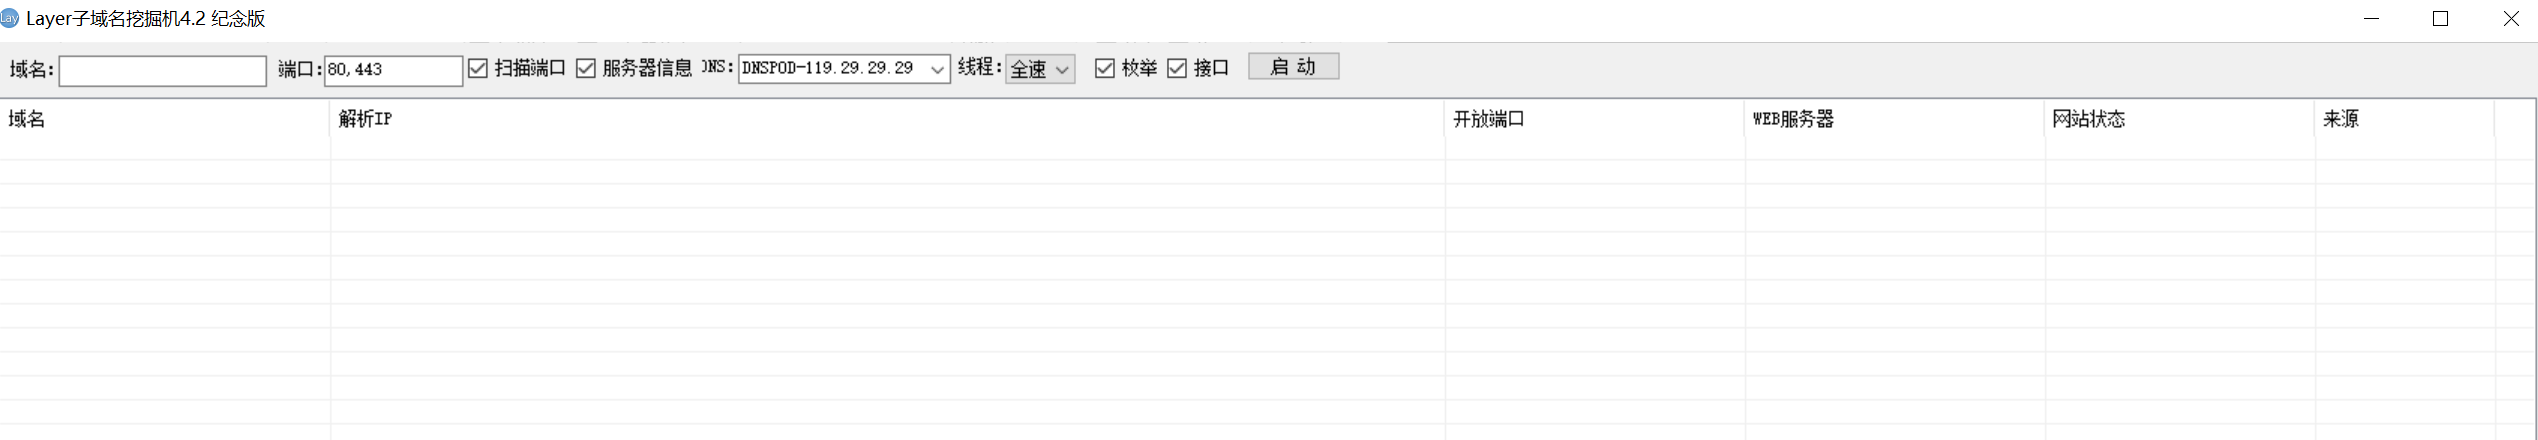 Lay Layer子域名挖掘机4.2 纪念版
域名: 端口: 80,443 扫描端口 服务器信息 DNS: DNSPOD-119.29.29.29 线程: 全速 枚举 接口 启 动
域名 解析IP 开放端口 WEB服务器 网站状态 来源